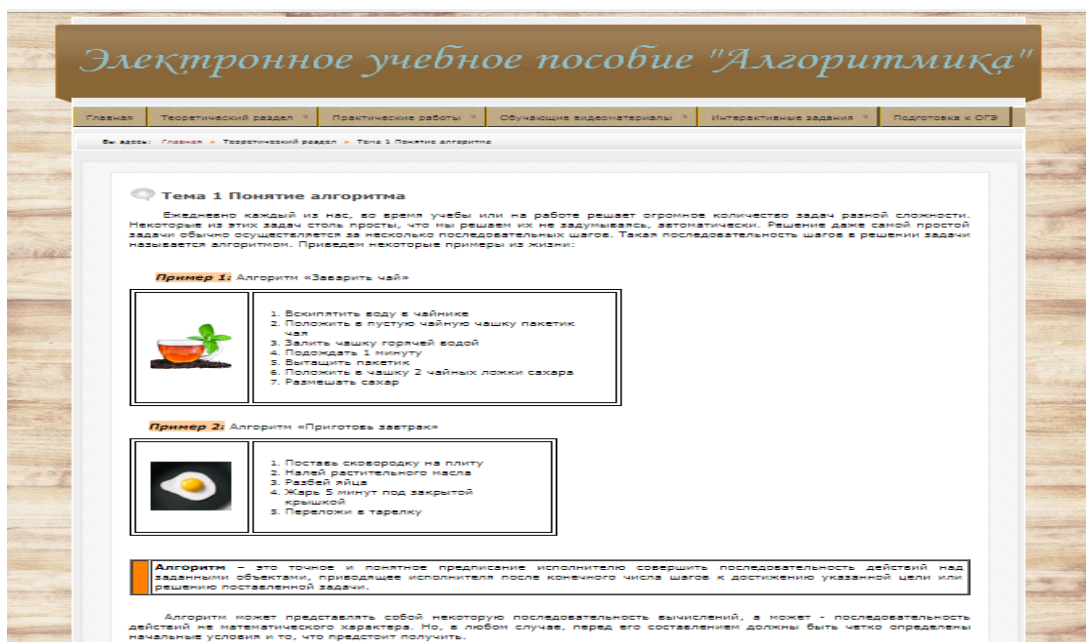 Электронное учебное пособие "Алгоритмика"
Главная Теоретический раздел Практические работы Обучающие видеоматериалы Интерактивные задания Подготовка к ОГЭ
Вы здесь: Главная Теоретический раздел Тема 1 Понятие алгоритма
Тема 1 Понятие алгоритма
Ежедневно каждый из нас, во время учебы или на работе решает огромное количество задач разной сложности.
Некоторые из этих задач столь просты, что мы решаем их не задумываясь, автоматически. Решение даже самой простой
задачи обычно осуществляется за несколько последовательных шагов. Такая последовательность шагов в решении задачи
называется алгоритмом. Приведем некоторые примеры из жизни:
Пример 1: Алгоритм «Заварить чай»
1. Вскипятить воду в чайнике
2. Положить в пустую чайную чашку пакетик
чая
3. Залить чашку горячей водой
4. Подождать 1 минуту
5. Вытащить пакетик
6. Положить в чашку 2 чайных ложки сахара
7. Размешать сахар
Пример 2: Алгоритм «Приготовь завтрак»
1. Поставь сковородку на плиту
2. Налей растительного масла
3. Разбей яйца
4. Жарь 5 минут под закрытой
крышкой
5. Переложи в тарелку
Алгоритм – это точное и понятное предписание исполнителю совершить последовательность действий над
заданными объектами, приводящее исполнителя после конечного числа шагов к достижению указанной цели или
решению поставленной задачи.
Алгоритм может представлять собой некоторую последовательность вычислений, а может - последовательность
действий не математического характера. Но, в любом случае, перед его составлением должны быть четко определены
начальные условия и то, что предстоит получить.